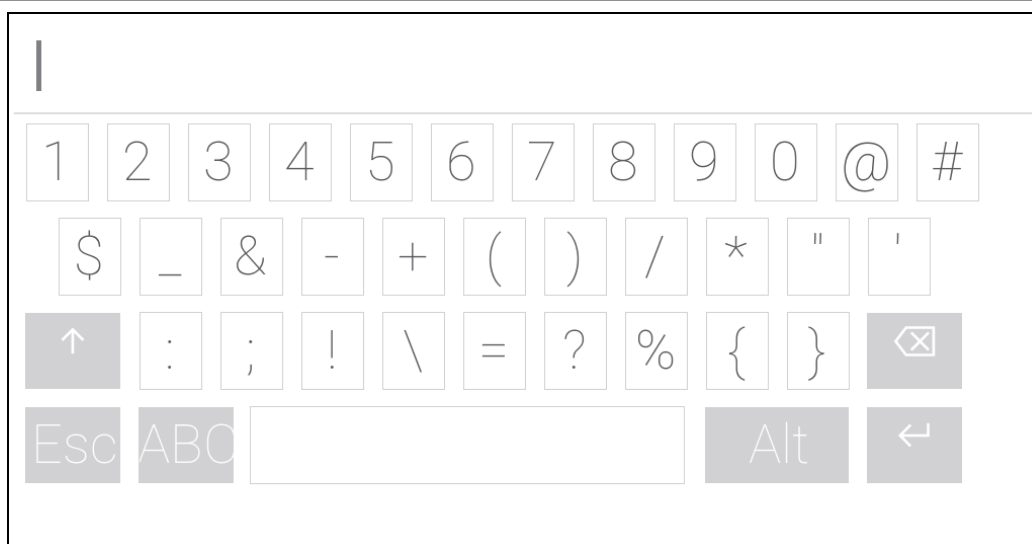 1 2 3 4 5 6 7 8 9 0 @ #
$ _ & - + ( ) / * " '
↑ : ; ! \ = ? % { }
Esc ABC Alt